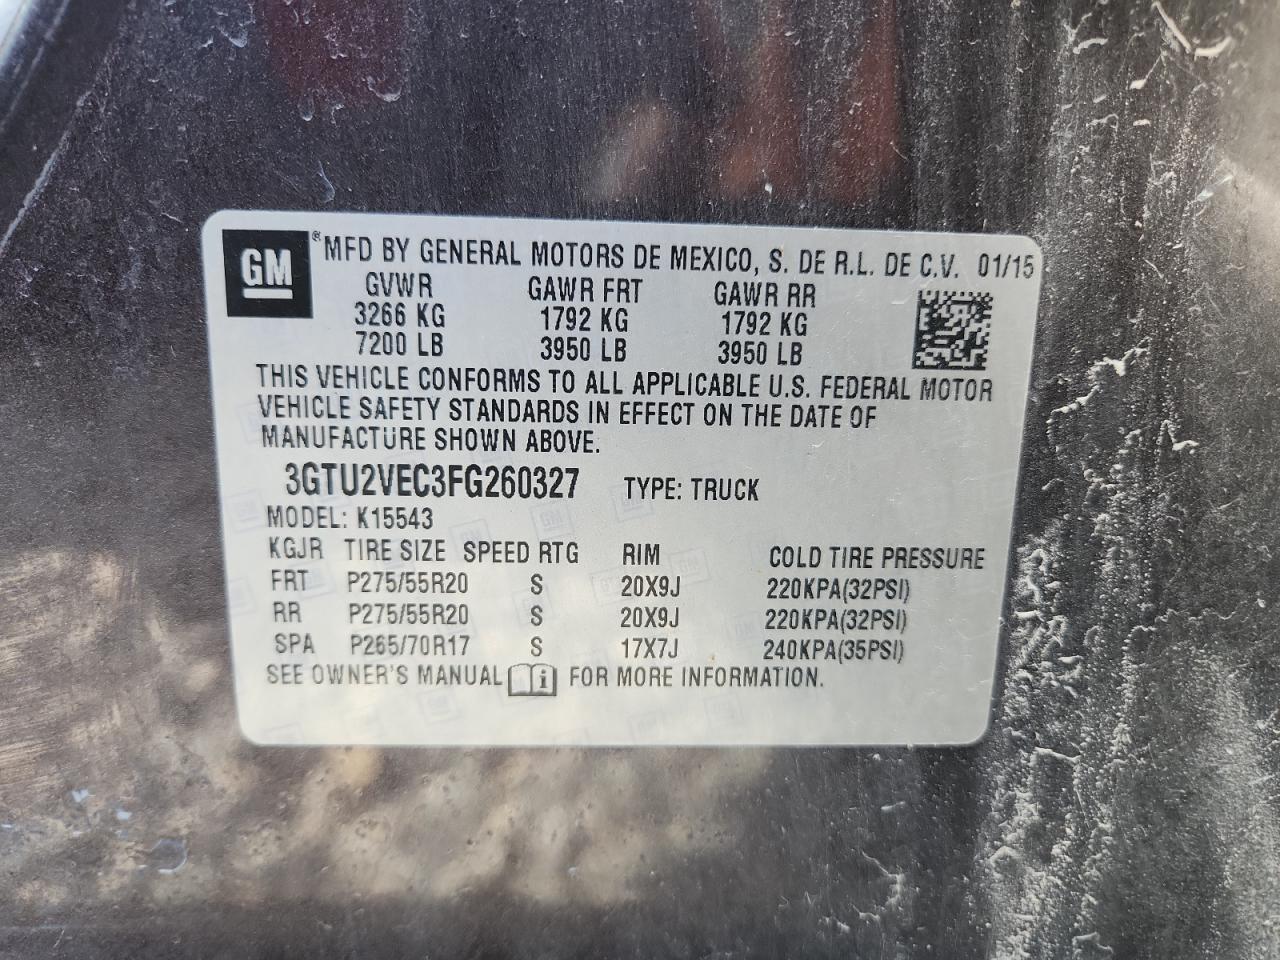 GM ® MFD BY GENERAL MOTORS DE MEXICO, S. DE R.L. DE C.V. 01/15
GVWR GAWR FRT GAWR RR
3266 KG 1792 KG 1792 KG
7200 LB 3950 LB 3950 LB
THIS VEHICLE CONFORMS TO ALL APPLICABLE U.S. FEDERAL MOTOR
VEHICLE SAFETY STANDARDS IN EFFECT ON THE DATE OF
MANUFACTURE SHOWN ABOVE.
3GTU2VEC3FG260327 TYPE: TRUCK
MODEL: K15543
KGJR TIRE SIZE SPEED RTG RIM COLD TIRE PRESSURE
FRT P275/55R20 S 20X9J 220KPA(32PSI)
RR P275/55R20 S 20X9J 220KPA(32PSI)
SPA P265/70R17 S 17X7J 240KPA(35PSI)
SEE OWNER'S MANUAL i FOR MORE INFORMATION.